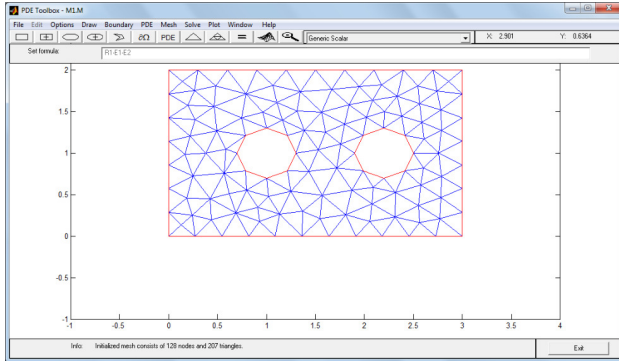 PDE Toolbox - M1.M
File Edit Options Draw Boundary PDE Mesh Solve Plot Window Help
∂Ω PDE = Generic Scalar X: 2.901 Y: 0.6364
Set formula: R1-E1-E2
2
1.5
1
0.5
0
-0.5
-1
-1 -0.5 0 0.5 1 1.5 2 2.5 3 3.5 4
Info: Initialized mesh consists of 128 nodes and 207 triangles. Exit